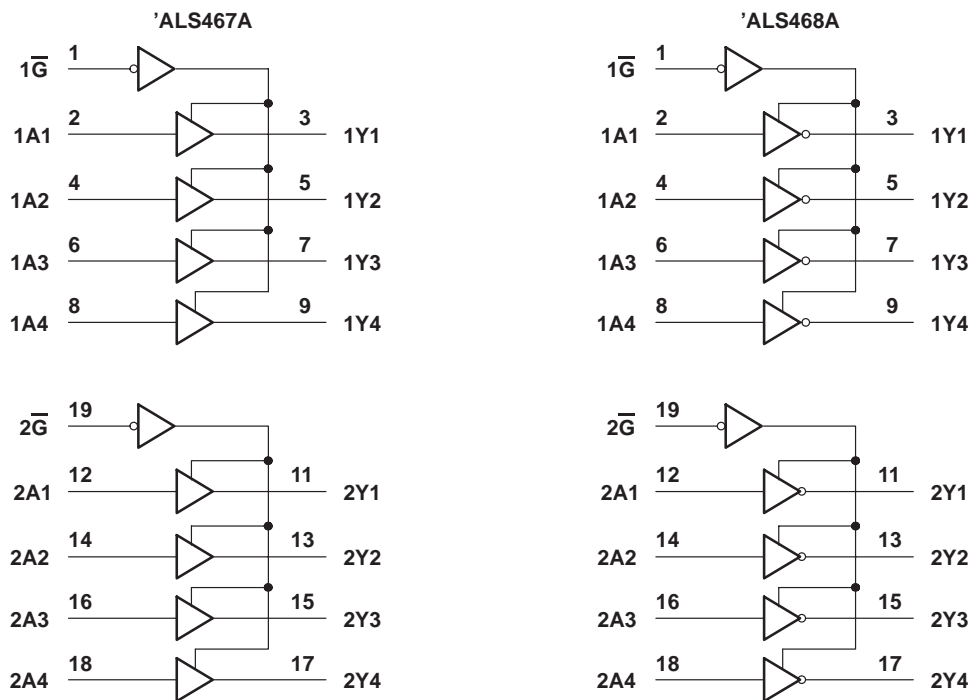 'ALS467A
1G̅ 1
1A1 2 3 1Y1
1A2 4 5 1Y2
1A3 6 7 1Y3
1A4 8 9 1Y4
2G̅ 19
2A1 12 11 2Y1
2A2 14 13 2Y2
2A3 16 15 2Y3
2A4 18 17 2Y4
'ALS468A
1G̅ 1
1A1 2 3 1Y1
1A2 4 5 1Y2
1A3 6 7 1Y3
1A4 8 9 1Y4
2G̅ 19
2A1 12 11 2Y1
2A2 14 13 2Y2
2A3 16 15 2Y3
2A4 18 17 2Y4